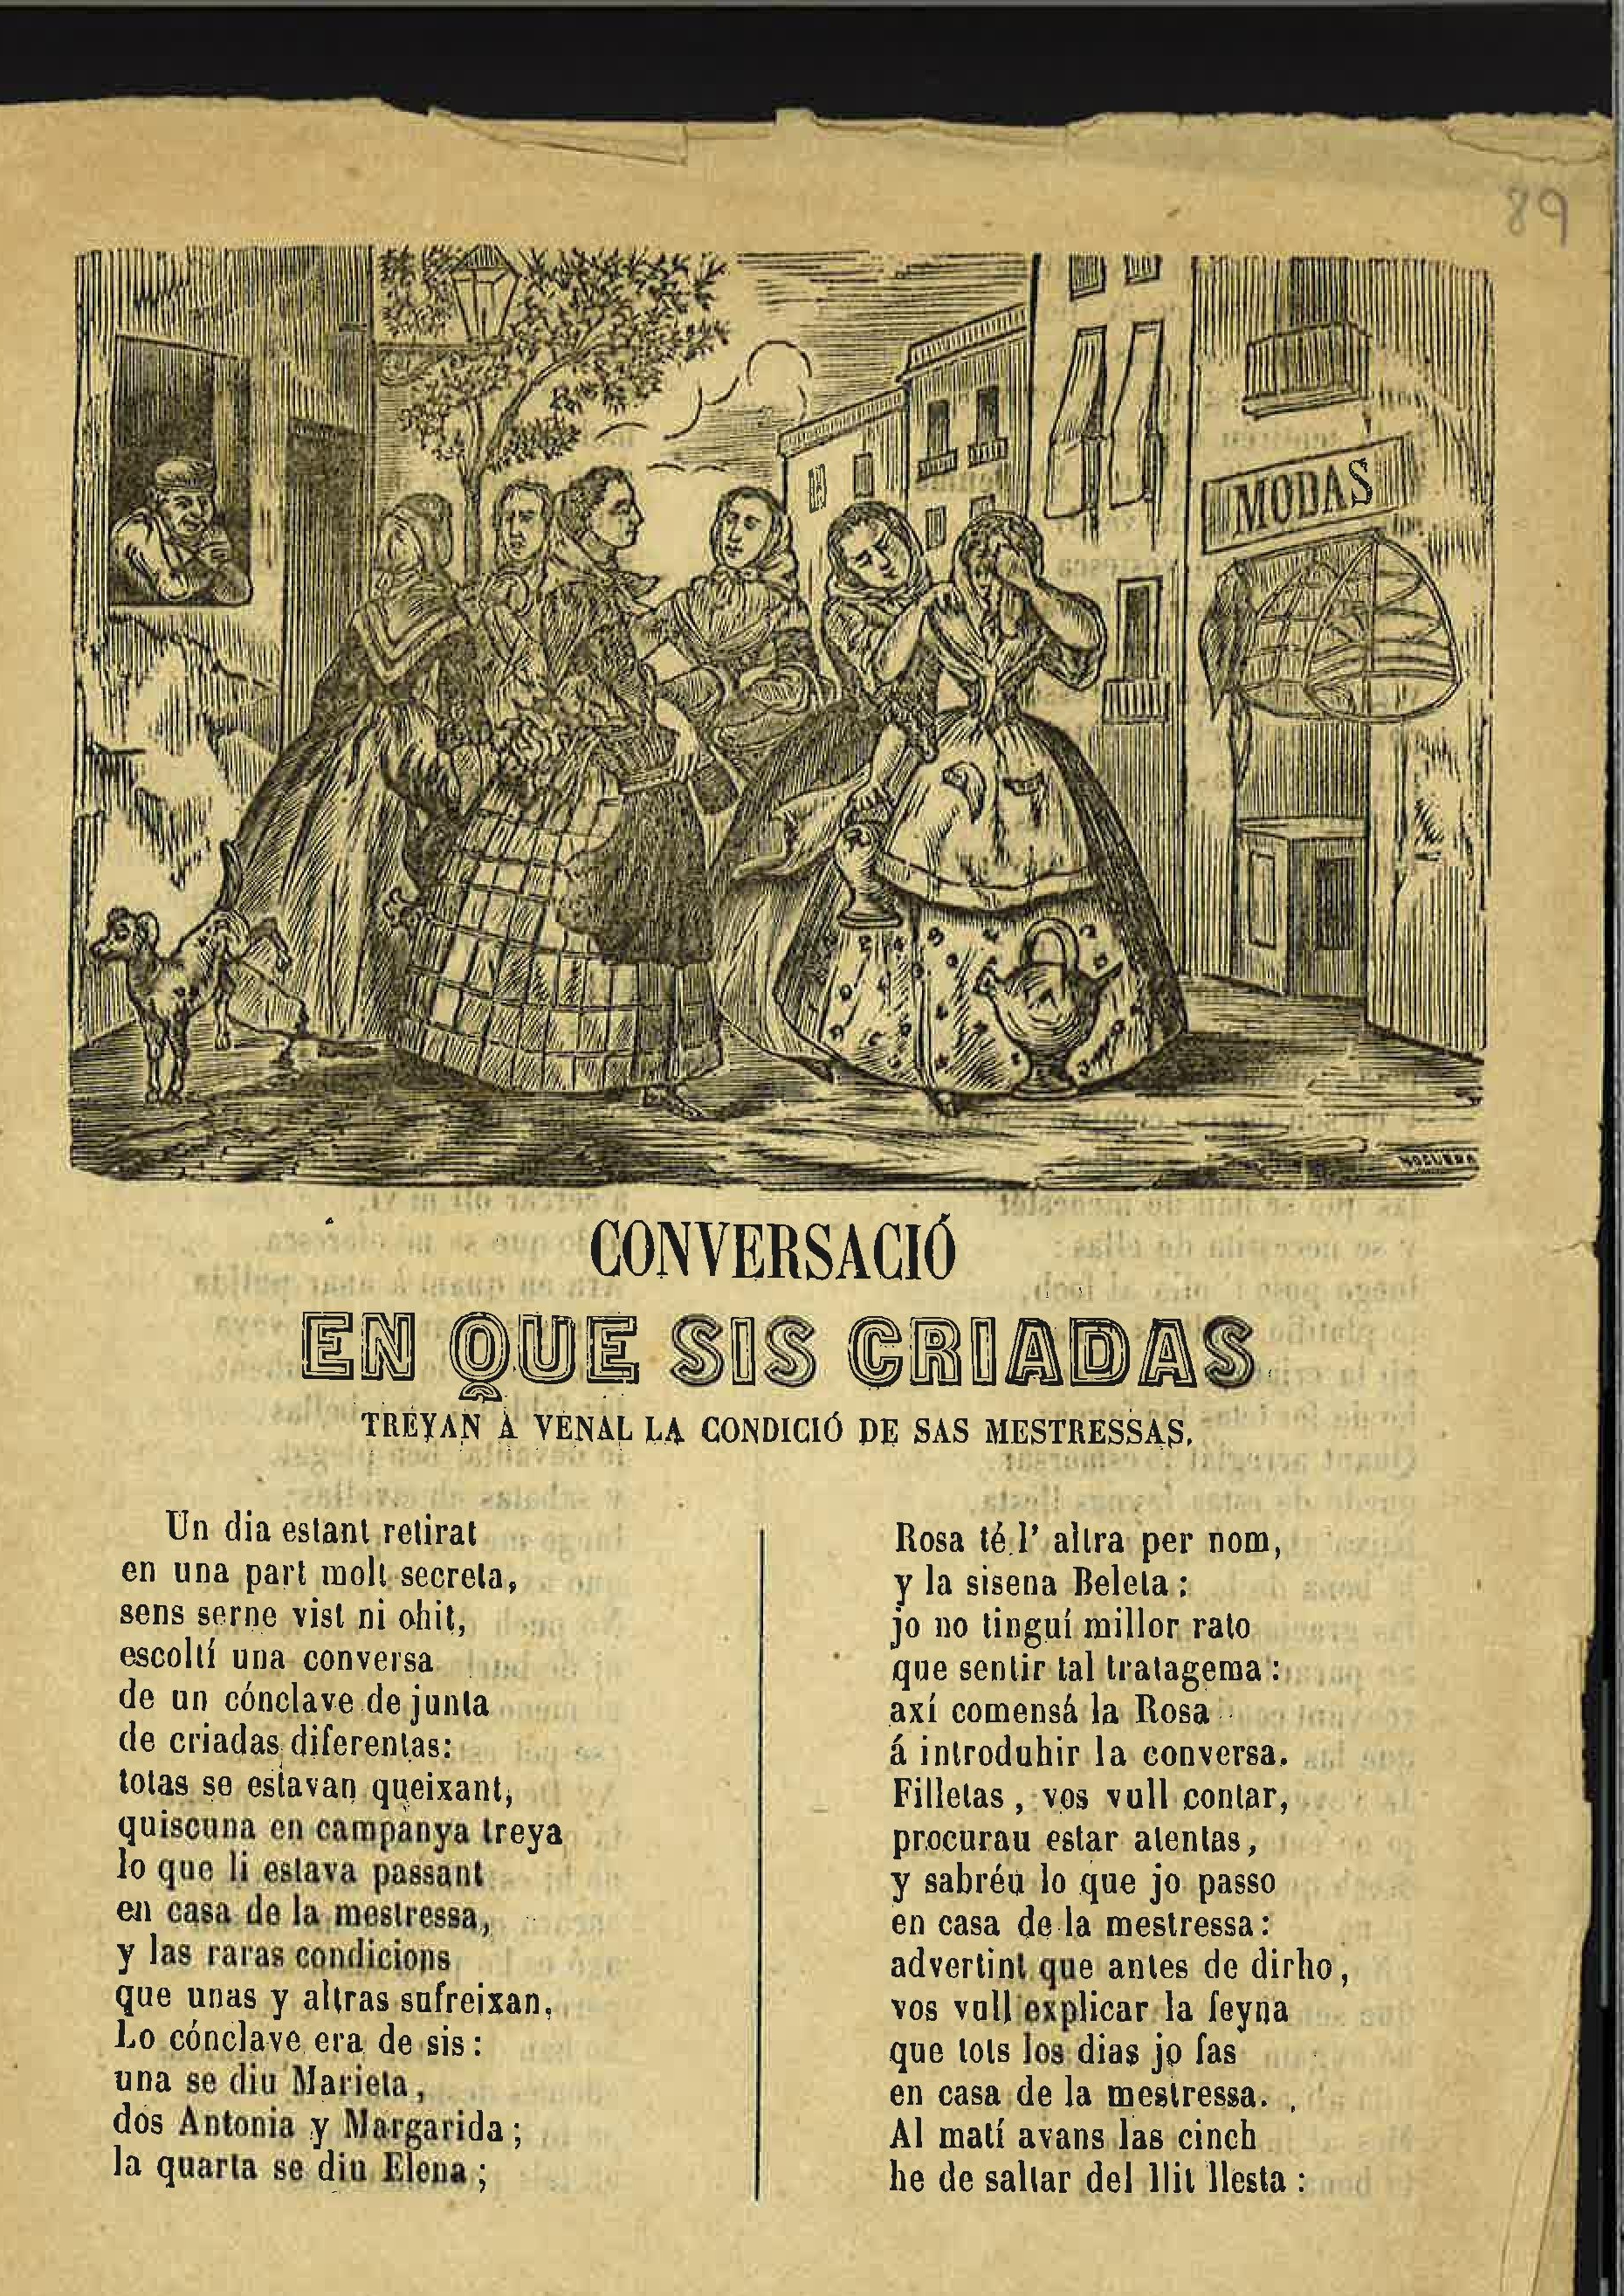 89
MODAS
NOGUERA
CONVERSACIÓ
EN QUE SIS CRIADAS
TREYAN À VENAL LA CONDICIÓ DE SAS MESTRESSAS.
Un dia estant retirat
en una part molt secreta,
sens serne vist ni ohit,
escoltí una conversa
de un cónclave de junta
de criadas diferentas:
totas se estavan queixant,
quiscuna en campanya treya
lo que li estava passant
en casa de la mestressa,
y las raras condicions
que unas y altras sufreixan.
Lo cónclave era de sis:
una se diu Marieta,
dos Antonia y Margarida;
la quarta se diu Elena;
Rosa té l' altra per nom,
y la sisena Beleta:
jo no tinguí millor rato
que sentir tal tratagema:
axí comensá la Rosa
á introduhir la conversa.
Filletas, vos vull contar,
procurau estar atentas,
y sabréu lo que jo passo
en casa de la mestressa:
advertint que antes de dirho,
vos vull explicar la feyna
que tots los dias jo fas
en casa de la mestressa.
Al matí avans las cinch
he de saltar del llit llesta: